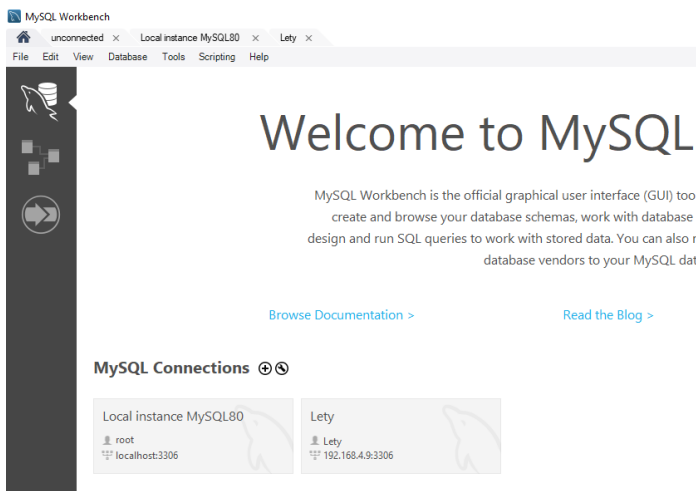 MySQL Workbench
unconnected × Local instance MySQL80 × Lety ×
File Edit View Database Tools Scripting Help
Welcome to MySQL
MySQL Workbench is the official graphical user interface (GUI) too
create and browse your database schemas, work with database
design and run SQL queries to work with stored data. You can also
database vendors to your MySQL dat
Browse Documentation > Read the Blog >
MySQL Connections
Local instance MySQL80
root
localhost:3306
Lety
Lety
192.168.4.9:3306